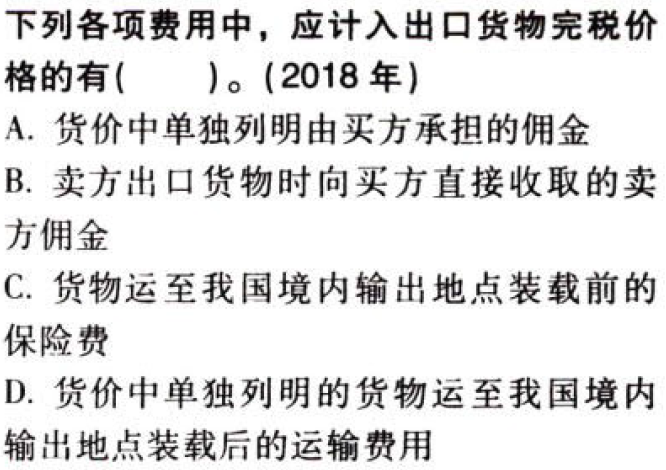 下列各项费用中，应计入出口货物完税价
格的有(　　)。(2018 年)
A. 货价中单独列明由买方承担的佣金
B. 卖方出口货物时向买方直接收取的卖
方佣金
C. 货物运至我国境内输出地点装载前的
保险费
D. 货价中单独列明的货物运至我国境内
输出地点装载后的运输费用